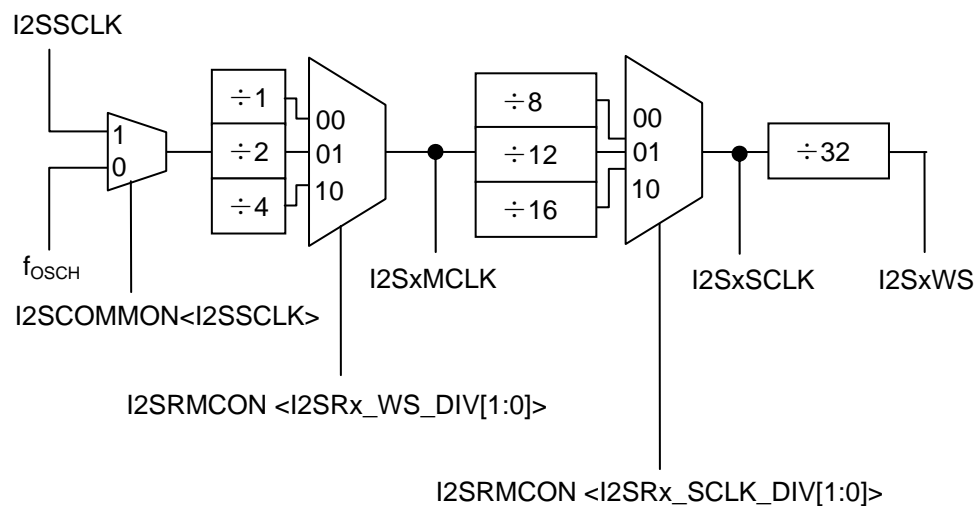 I2SSCLK
÷1
÷8
00
00
1
÷2
01
÷12
01
÷32
0
10
10
÷4
÷16
fOSCH
I2SxMCLK
I2SxSCLK
I2SxWS
I2SCOMMON<I2SSCLK>
I2SRMCON <I2SRx_WS_DIV[1:0]>
I2SRMCON <I2SRx_SCLK_DIV[1:0]>